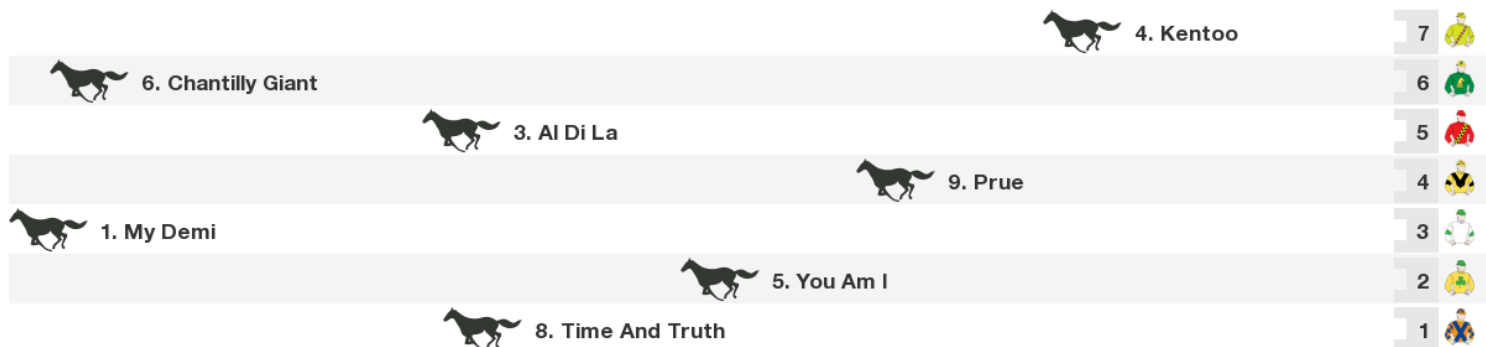 4. Kentoo 7
6. Chantilly Giant 6
3. Al Di La 5
9. Prue 4
1. My Demi 3
5. You Am I 2
8. Time And Truth 1